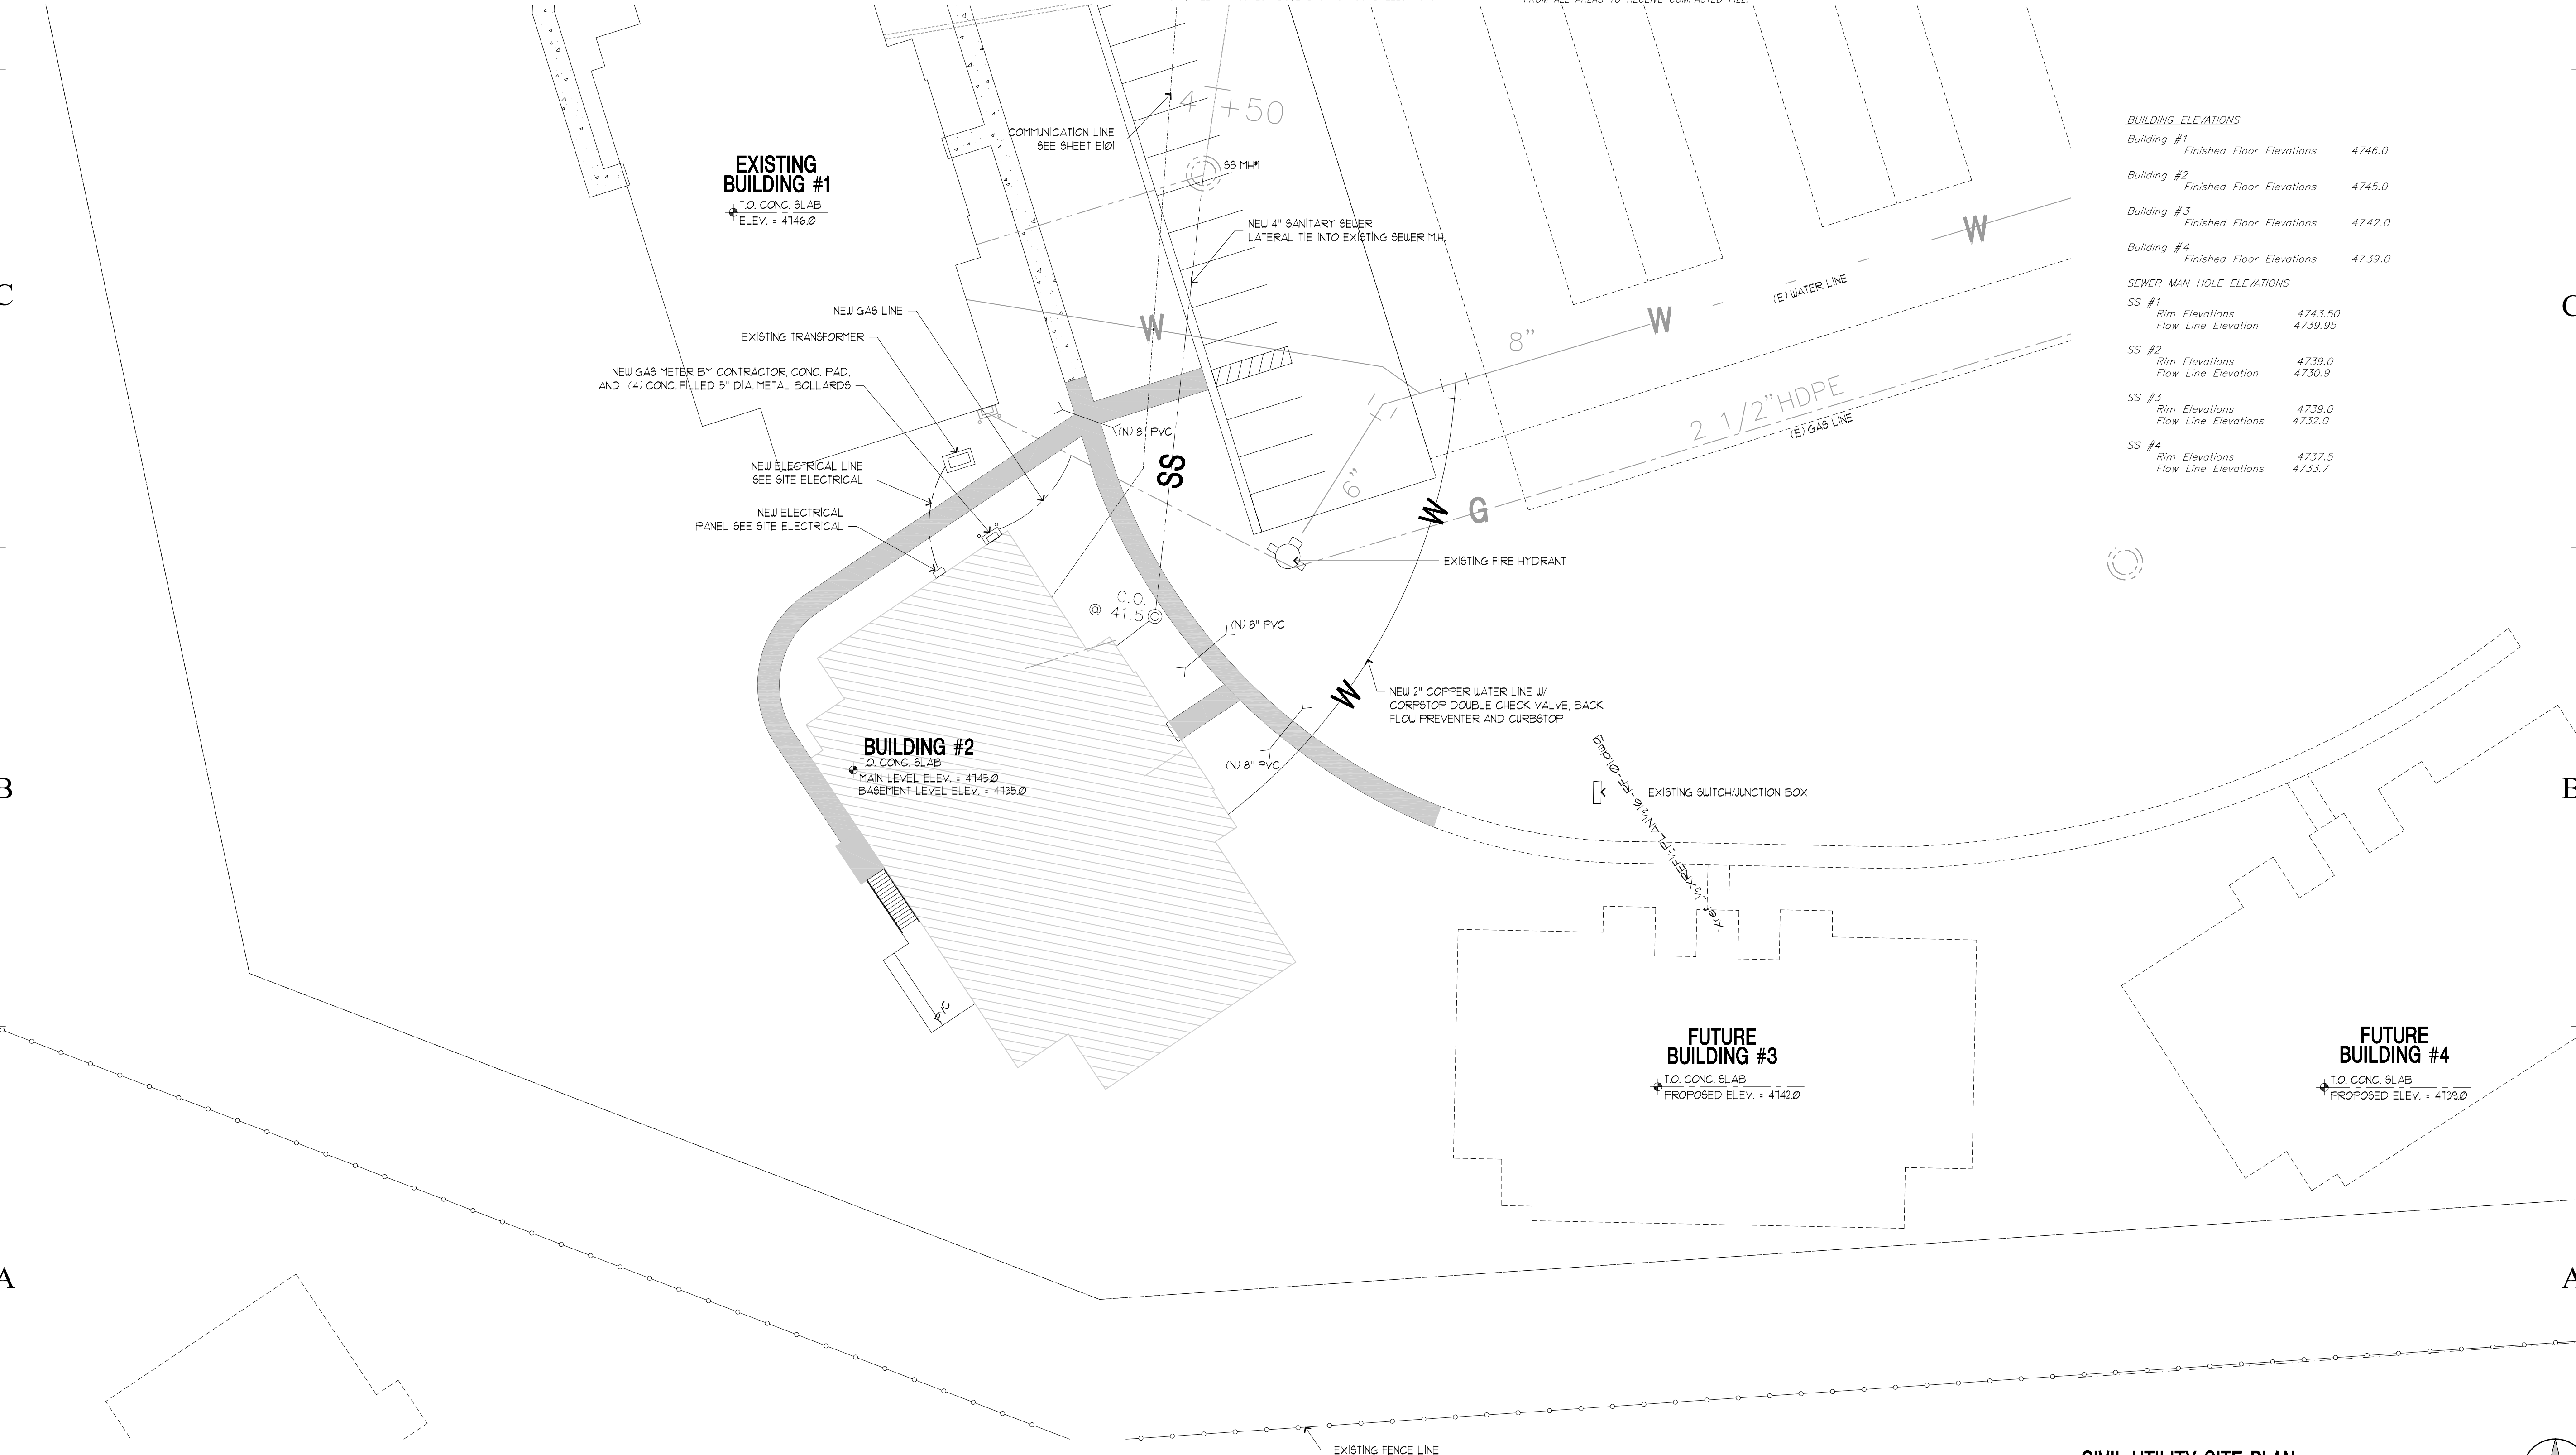 4 +50
COMMUNICATION LINE
SEE SHEET E101
SS MH#1
EXISTING
BUILDING #1
T.O. CONC. SLAB
ELEV. = 4746.0
NEW 4" SANITARY SEWER
LATERAL TIE INTO EXISTING SEWER M.H.
NEW GAS LINE
EXISTING TRANSFORMER
NEW GAS METER BY CONTRACTOR, CONC. PAD,
AND (4) CONC. FILLED 5" DIA. METAL BOLLARDS
NEW ELECTRICAL LINE
SEE SITE ELECTRICAL
NEW ELECTRICAL
PANEL SEE SITE ELECTRICAL
W
W
W
8"
(E) WATER LINE
2 1/2"HDPE
(E) GAS LINE
(N) 8" PVC
SS
6"
W
G
EXISTING FIRE HYDRANT
C.O.
@ 41.5
(N) 8" PVC
W
NEW 2" COPPER WATER LINE W/
CORPSTOP DOUBLE CHECK VALVE, BACK
FLOW PREVENTER AND CURBSTOP
(N) 8" PVC
BUILDING #2
T.O. CONC. SLAB
MAIN LEVEL ELEV. = 4745.0
BASEMENT LEVEL ELEV. = 4735.0
EXISTING SWITCH/JUNCTION BOX
PVC
FUTURE
BUILDING #3
T.O. CONC. SLAB
PROPOSED ELEV. = 4742.0
FUTURE
BUILDING #4
T.O. CONC. SLAB
PROPOSED ELEV. = 4739.0
EXISTING FENCE LINE
BUILDING ELEVATIONS
Building #1
Finished Floor Elevations 4746.0
Building #2
Finished Floor Elevations 4745.0
Building #3
Finished Floor Elevations 4742.0
Building #4
Finished Floor Elevations 4739.0
SEWER MAN HOLE ELEVATIONS
SS #1
Rim Elevations 4743.50
Flow Line Elevation 4739.95
SS #2
Rim Elevations 4739.0
Flow Line Elevation 4730.9
SS #3
Rim Elevations 4739.0
Flow Line Elevations 4732.0
SS #4
Rim Elevations 4737.5
Flow Line Elevations 4733.7
C
C
B
B
A
A
CIVIL UTILITY SITE PLAN